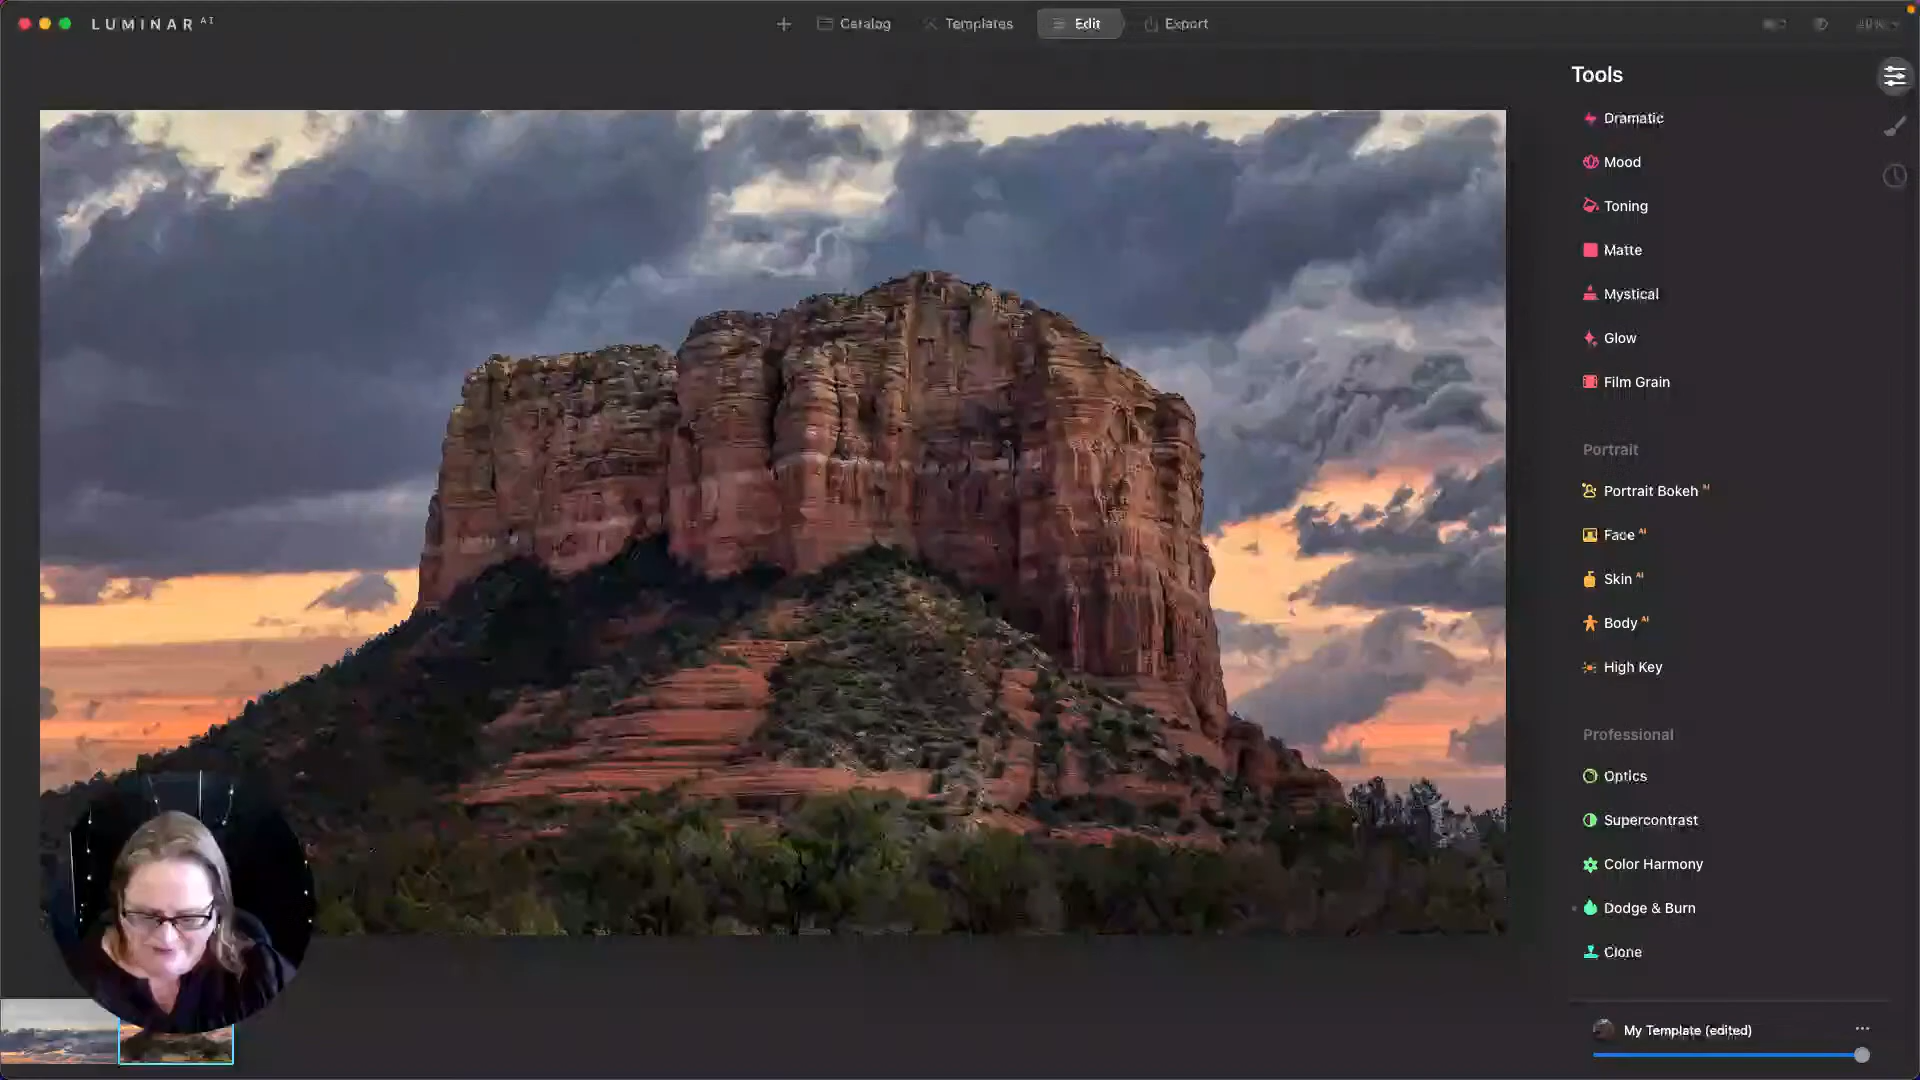 LUMINAR AI
Catalog
Templates
Edit
Export
Tools
Dramatic
Mood
Toning
Matte
Mystical
Glow
Film Grain
Portrait
Portrait Bokeh AI
Face AI
Skin AI
Body AI
High Key
Professional
Optics
Supercontrast
Color Harmony
Dodge & Burn
Clone
My Template (edited)